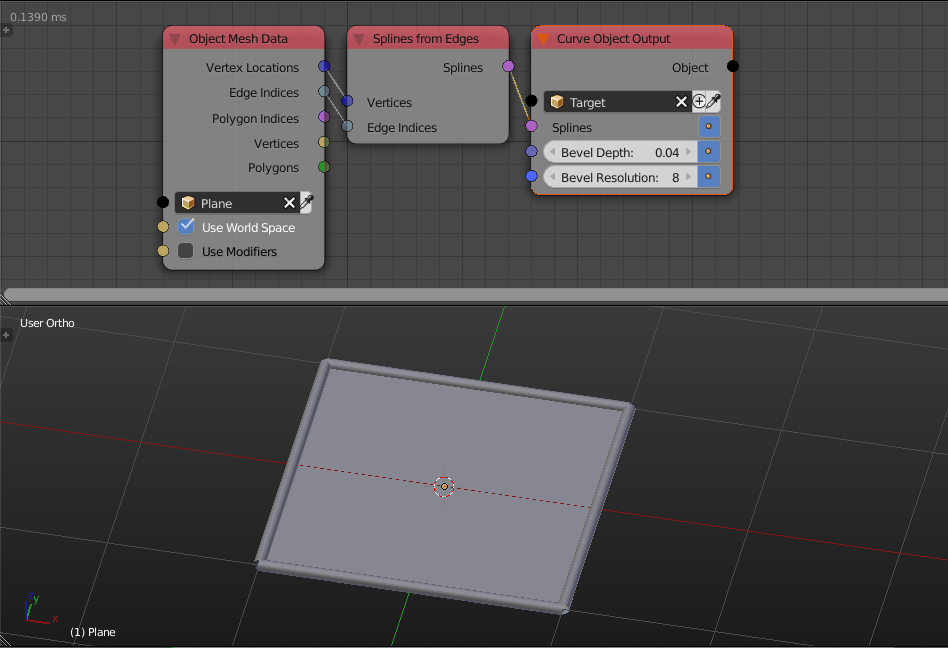 0.1390 ms
Object Mesh Data
Vertex Locations
Edge Indices
Polygon Indices
Vertices
Polygons
Plane
Use World Space
Use Modifiers
Splines from Edges
Splines
Vertices
Edge Indices
Curve Object Output
Object
Target
Splines
Bevel Depth: 0.04
Bevel Resolution: 8
User Ortho
y
x
(1) Plane